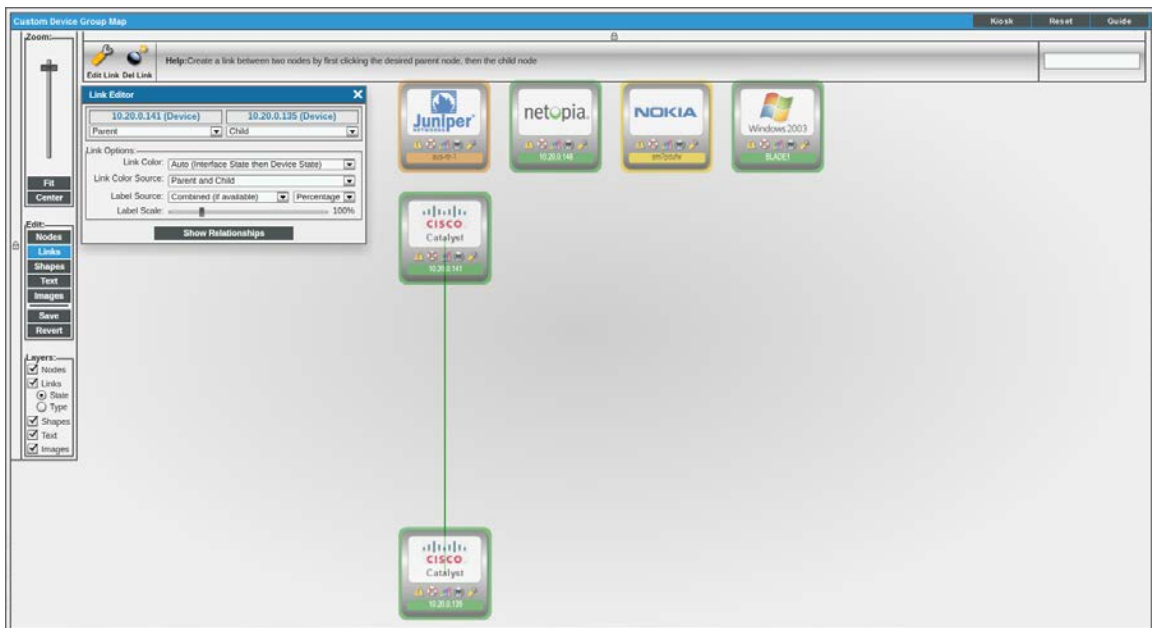 Custom Device Group Map
Kiosk Reset Guide
Zoom:
Edit Link Del Link
Help:Create a link between two nodes by first clicking the desired parent node, then the child node
Link Editor X
10.20.0.141 (Device) 10.20.0.135 (Device)
Parent Child
Link Options:
Link Color: Auto (Interface State then Device State)
Link Color Source: Parent and Child
Label Source: Combined (if available) Percentage
Label Scale: 100%
Show Relationships
Fit
Center
Edit:
Nodes
Links
Shapes
Text
Images
Save
Revert
Layers:
Nodes
Links
State
Type
Shapes
Text
Images
Juniper
NETWORKS
netopia.
10.20.0.148
NOKIA
Windows 2003
BLADE1
CISCO
Catalyst
10.20.0.141
CISCO
Catalyst
10.20.0.135